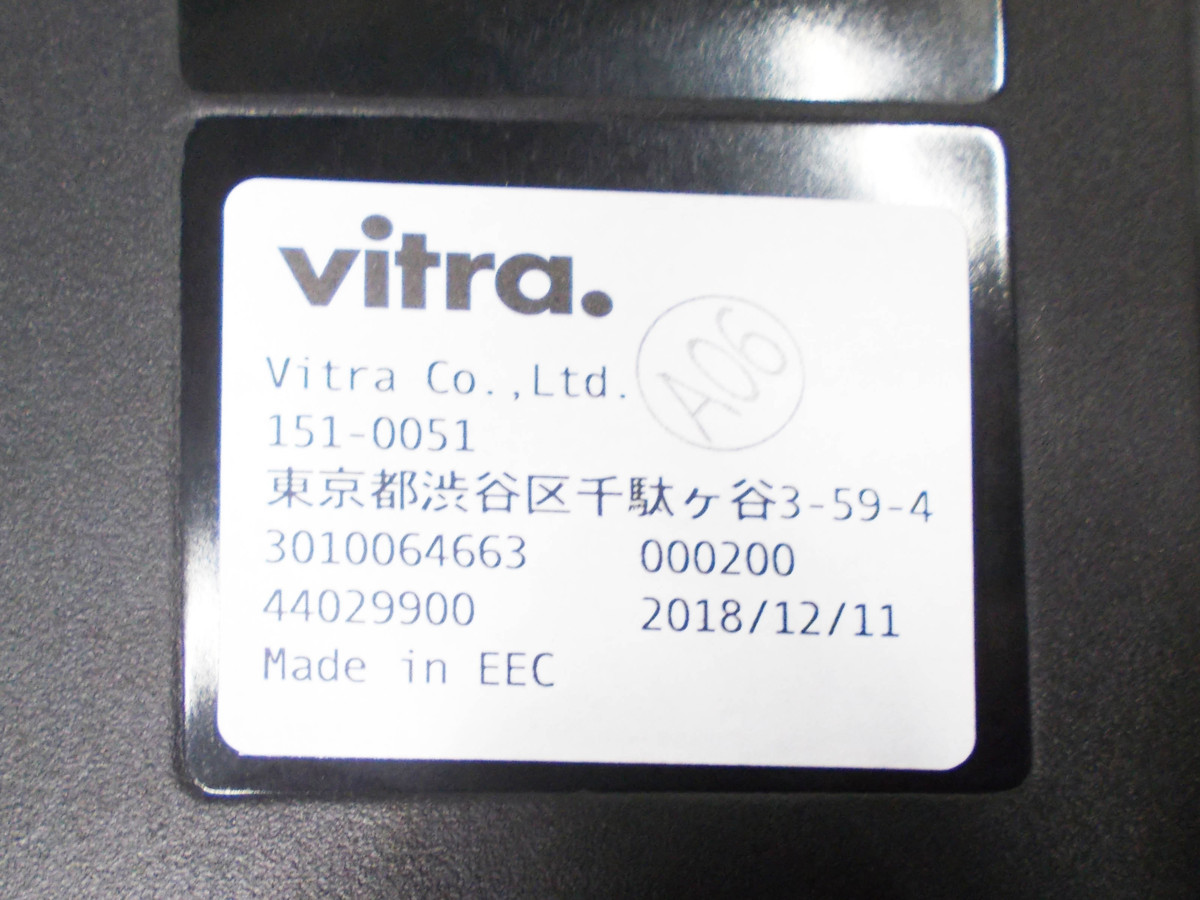 vitra.
A06
Vitra Co.,Ltd.
151-0051
東京都渋谷区千駄ヶ谷3-59-4
3010064663 000200
44029900 2018/12/11
Made in EEC